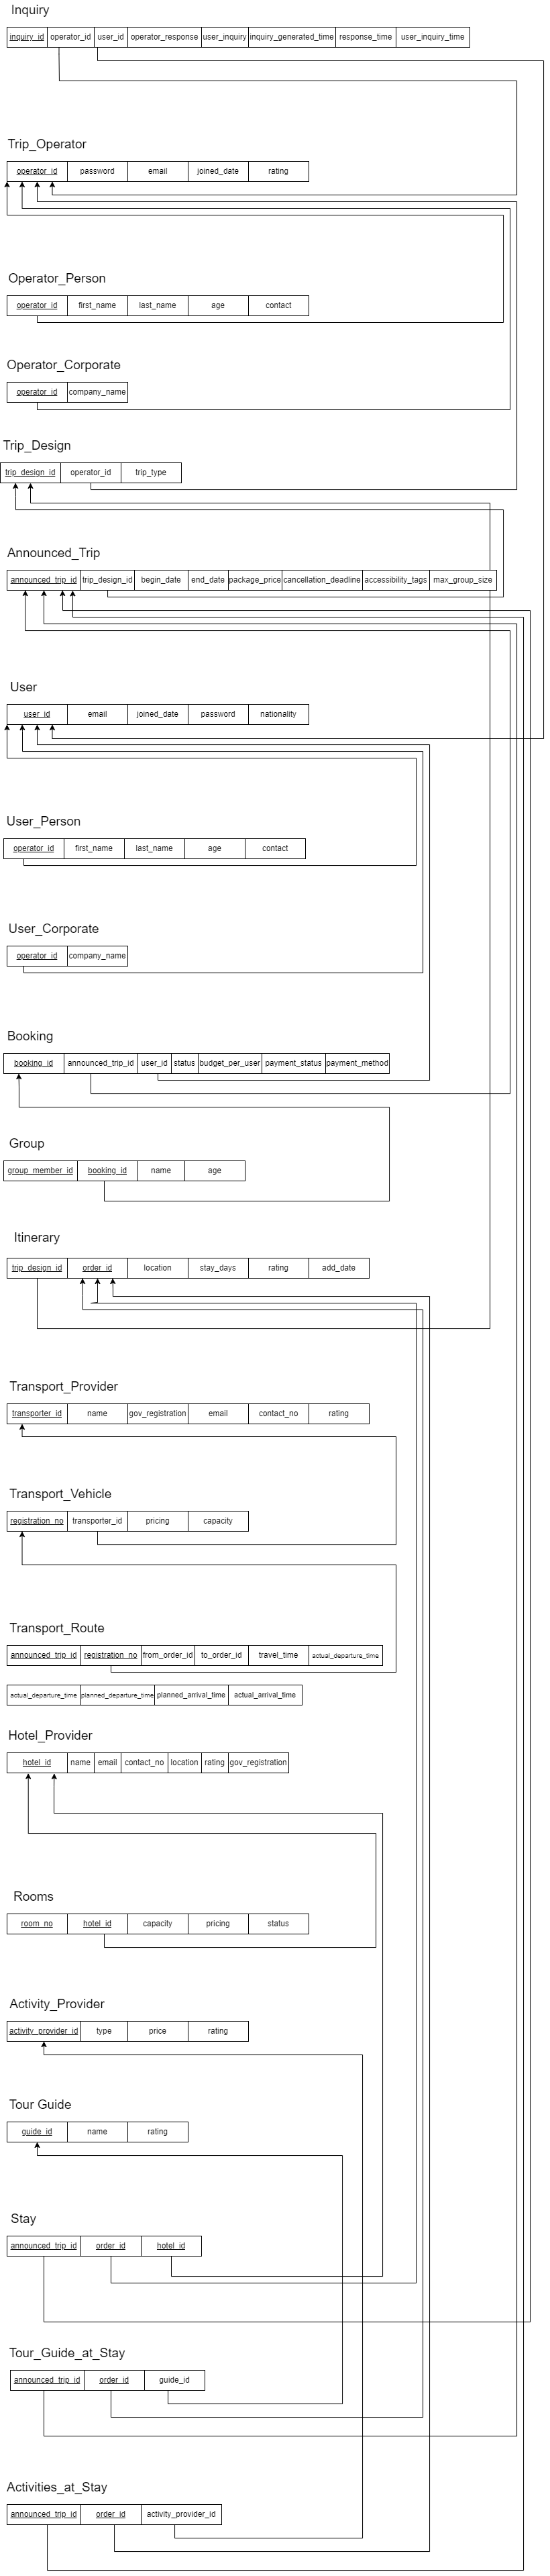 Inquiry
inquiry_id operator_id user_id operator_response user_inquiry inquiry_generated_time response_time user_inquiry_time
Trip_Operator
operator_id password email joined_date rating
Operator_Person
operator_id first_name last_name age contact
Operator_Corporate
operator_id company_name
Trip_Design
trip_design_id operator_id trip_type
Announced_Trip
announced_trip_id trip_design_id begin_date end_date package_price cancellation_deadline accessibility_tags max_group_size
User
user_id email joined_date password nationality
User_Person
operator_id first_name last_name age contact
User_Corporate
operator_id company_name
Booking
booking_id announced_trip_id user_id status budget_per_user payment_status payment_method
Group
group_member_id booking_id name age
Itinerary
trip_design_id order_id location stay_days rating add_date
Transport_Provider
transporter_id name gov_registration email contact_no rating
Transport_Vehicle
registration_no transporter_id pricing capacity
Transport_Route
announced_trip_id registration_no from_order_id to_order_id travel_time actual_departure_time
actual_departure_time planned_departure_time planned_arrival_time actual_arrival_time
Hotel_Provider
hotel_id name email contact_no location rating gov_registration
Rooms
room_no hotel_id capacity pricing status
Activity_Provider
activity_provider_id type price rating
Tour Guide
guide_id name rating
Stay
announced_trip_id order_id hotel_id
Tour_Guide_at_Stay
announced_trip_id order_id guide_id
Activities_at_Stay
announced_trip_id order_id activity_provider_id